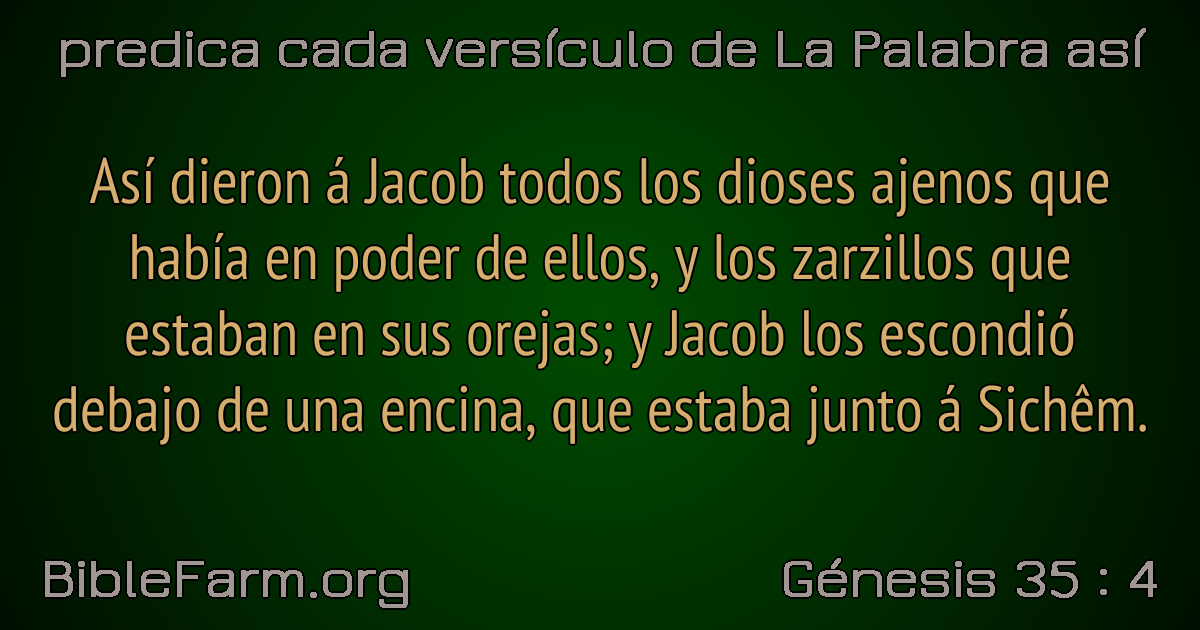 predica cada versículo de La Palabra así
Así dieron á Jacob todos los dioses ajenos que
había en poder de ellos, y los zarzillos que
estaban en sus orejas; y Jacob los escondió
debajo de una encina, que estaba junto á Sichêm.
BibleFarm.org
Génesis 35 : 4